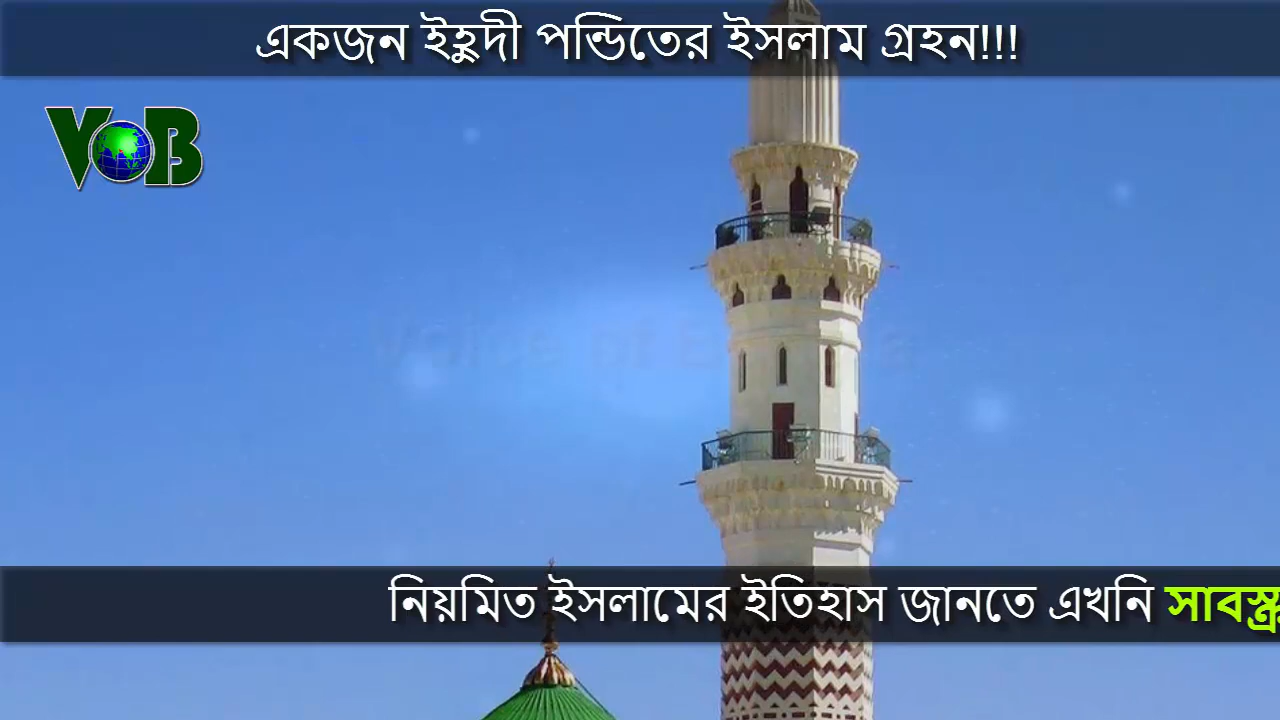 একজন ইহুদী পন্ডিতের ইসলাম গ্রহন!!!
VOB
নিয়মিত ইসলামের ইতিহাস জানতে এখনি